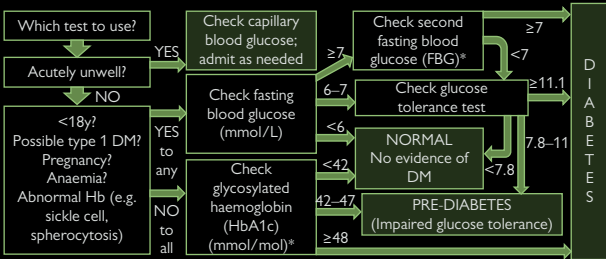 Which test to use?
Acutely unwell?
YES
NO
Check capillary
blood glucose;
admit as needed
<18y?
Possible type 1 DM?
Pregnancy?
Anaemia?
Abnormal Hb (e.g.
sickle cell,
spherocytosis)
YES
to
any
NO
to
all
Check fasting
blood glucose
(mmol/L)
≥7
6–7
<6
Check second
fasting blood
glucose (FBG)*
≥7
<7
Check glucose
tolerance test
≥11.1
7.8–11
<7.8
NORMAL
No evidence of
DM
Check
glycosylated
haemoglobin
(HbA1c)
(mmol/mol)*
<42
42–47
≥48
PRE-DIABETES
(Impaired glucose tolerance)
D
I
A
B
E
T
E
S